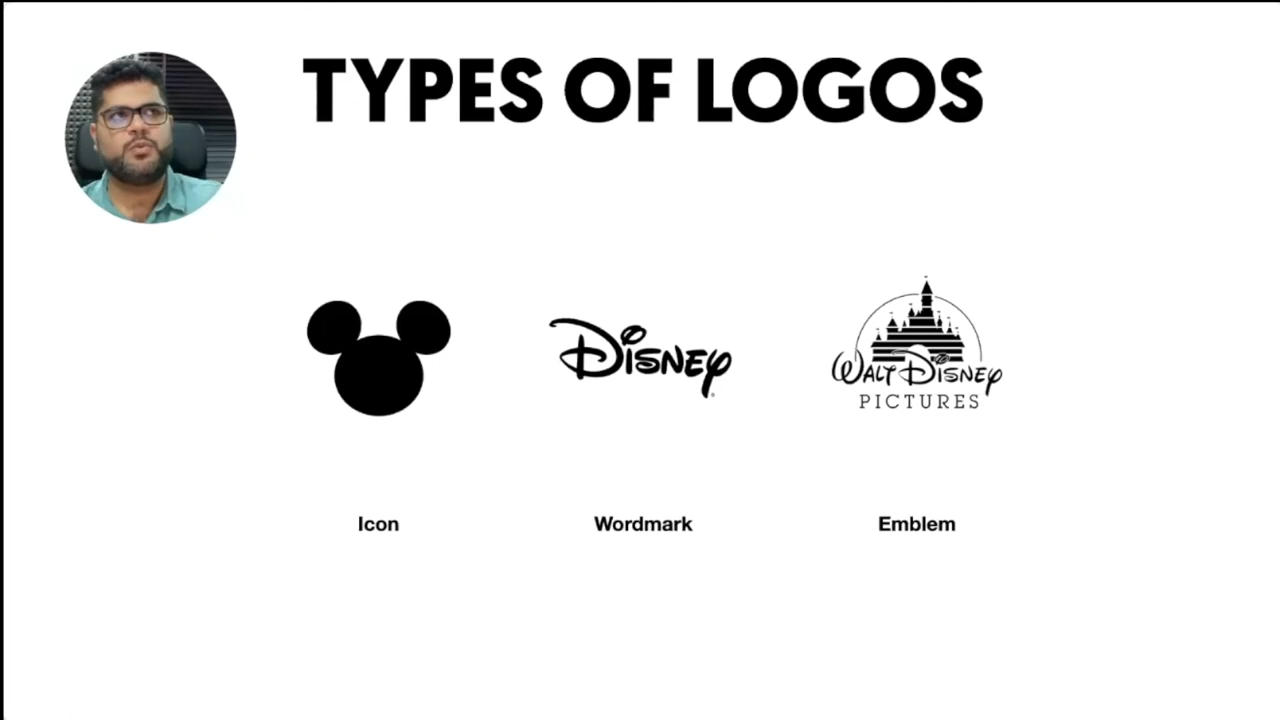 TYPES OF LOGOS
Disney
WALT DISNEY
PICTURES
Icon
Wordmark
Emblem